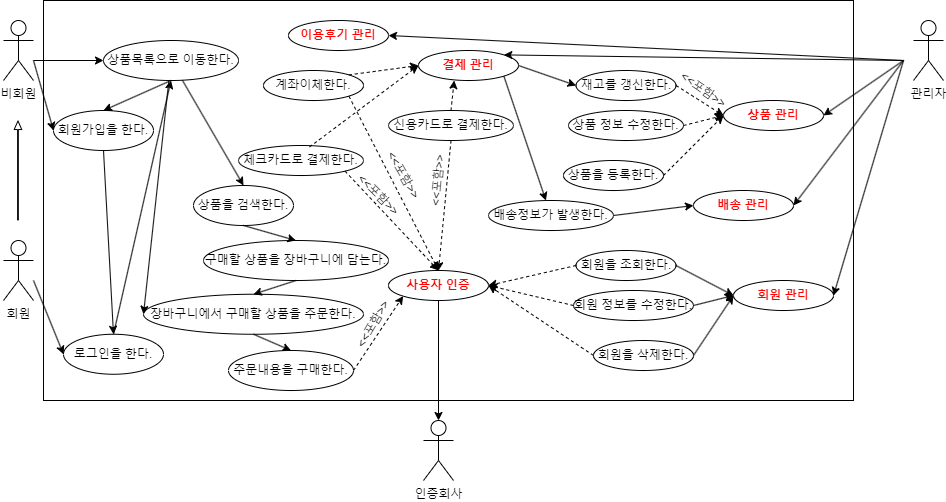 이용후기 관리
상품목록으로 이동한다.
결제 관리
계좌이체한다.
재고를 갱신한다.
<<포함>>
비회원
관리자
회원가입을 한다.
신용카드로 결제한다.
상품 정보 수정한다.
상품 관리
체크카드로 결제한다.
<<포함>>
<<포함>>
<<포함>>
상품을 등록한다.
상품을 검색한다.
배송정보가 발생한다.
배송 관리
구매할 상품을 장바구니에 담는다.
회원을 조회한다.
사용자 인증
회원 관리
회원
장바구니에서 구매할 상품을 주문한다.
<<포함>>
회원 정보를 수정한다.
로그인을 한다.
주문내용을 구매한다.
회원을 삭제한다.
인증회사